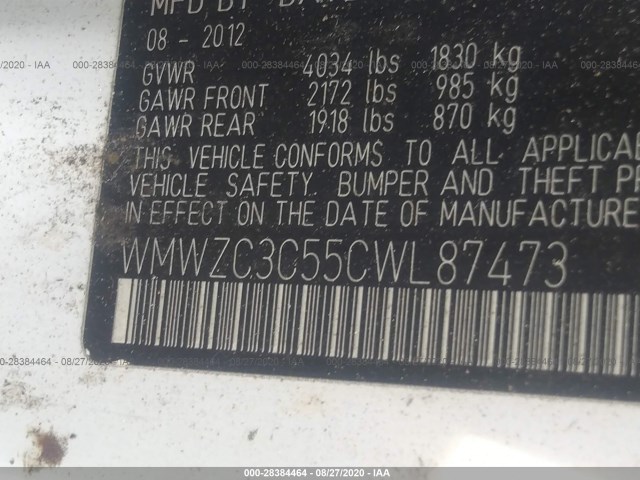 MFD BY
08 - 2012
GVWR 4034 lbs 1830 kg
GAWR FRONT 2172 lbs 985 kg
GAWR REAR 1918 lbs 870 kg
THIS VEHICLE CONFORMS TO ALL
VEHICLE SAFETY, BUMPER AND THEFT
IN EFFECT ON THE DATE OF MANUFACTURE
WMWZC3C55CWL87473
000-28384464 - 08/27/2020 - IAA